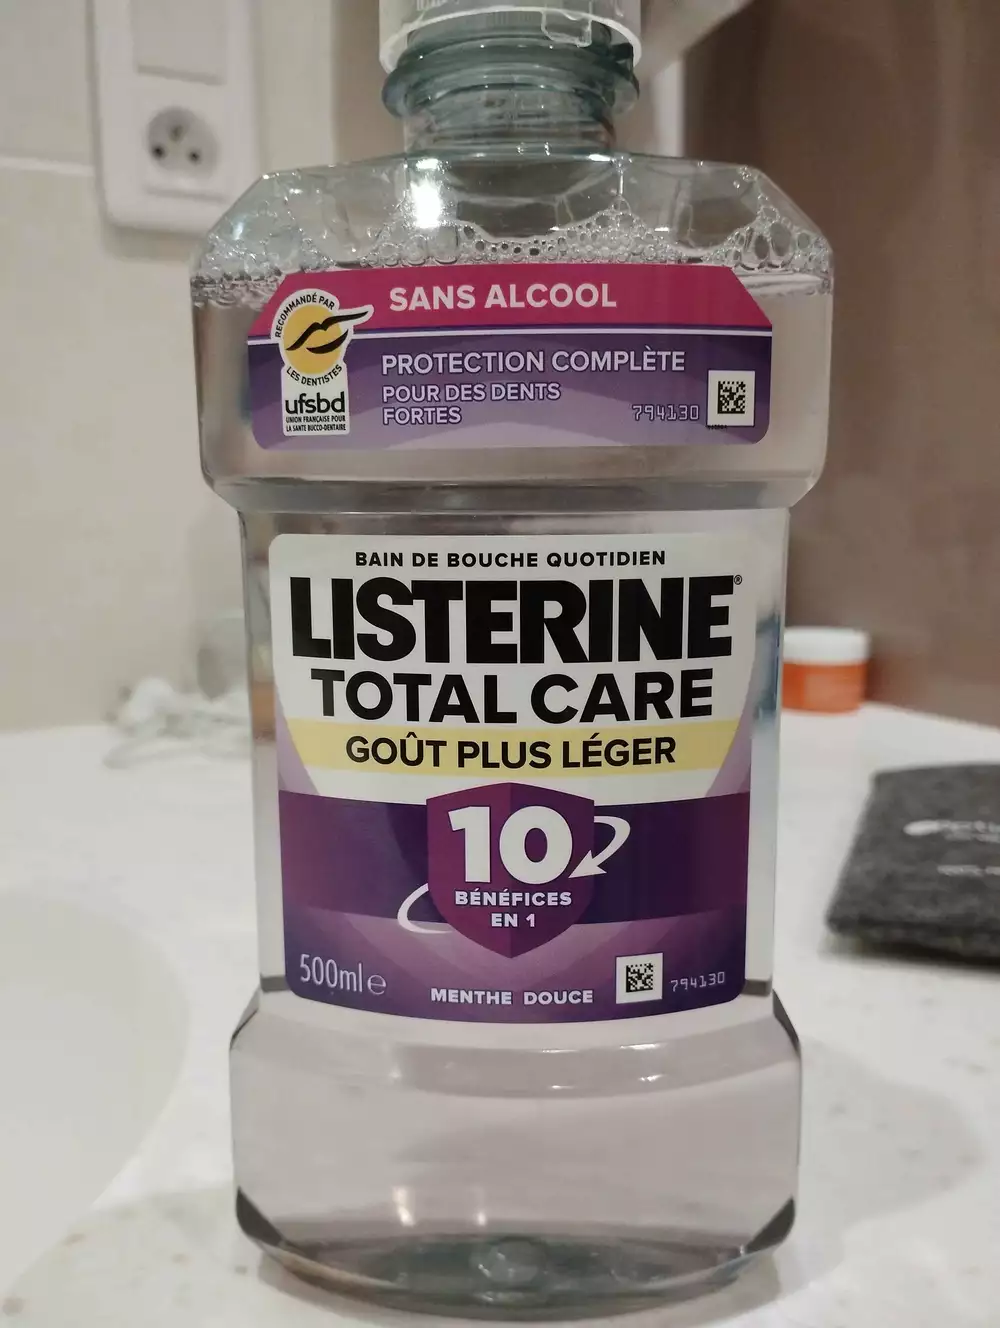 SANS ALCOOL
RECOMMANDÉ PAR
LES DENTISTES
ufsbd
UNION FRANÇAISE POUR
LA SANTÉ BUCCO-DENTAIRE
PROTECTION COMPLÈTE
POUR DES DENTS
FORTES
794130
BAIN DE BOUCHE QUOTIDIEN
LISTERINE®
TOTAL CARE
GOÛT PLUS LÉGER
10
BÉNÉFICES
EN 1
500ml e
MENTHE DOUCE
794130